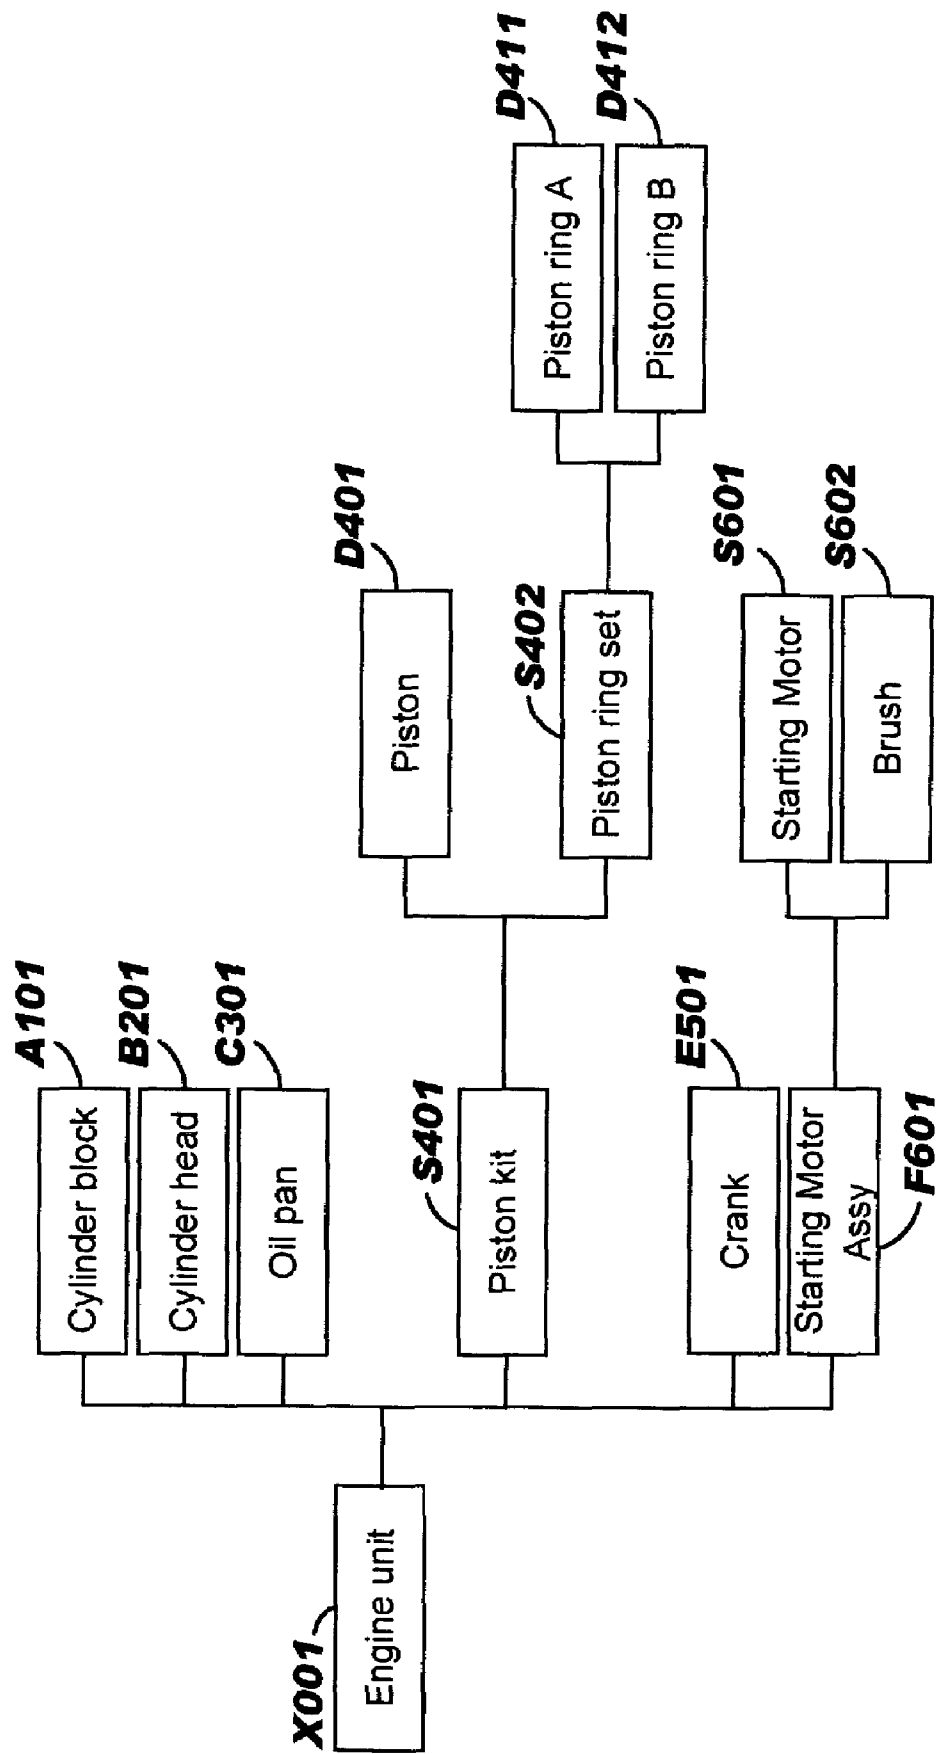 X001
Engine unit
A101
Cylinder block
B201
Cylinder head
C301
Oil pan
S401
Piston kit
D401
Piston
S402
Piston ring set
D411
Piston ring A
D412
Piston ring B
E501
Crank
F601
Starting Motor
Assy
S601
Starting Motor
S602
Brush